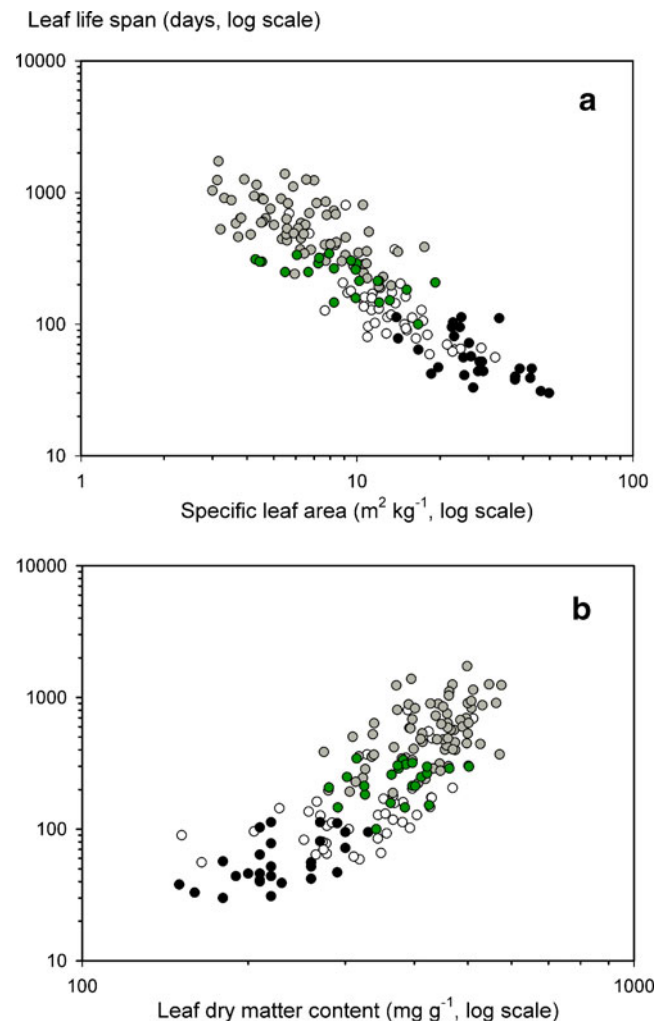 Leaf life span (days, log scale)
10000
a
1000
100
10
1
10
100
Specific leaf area (m² kg⁻¹, log scale)
10000
b
1000
100
10
100
1000
Leaf dry matter content (mg g⁻¹, log scale)